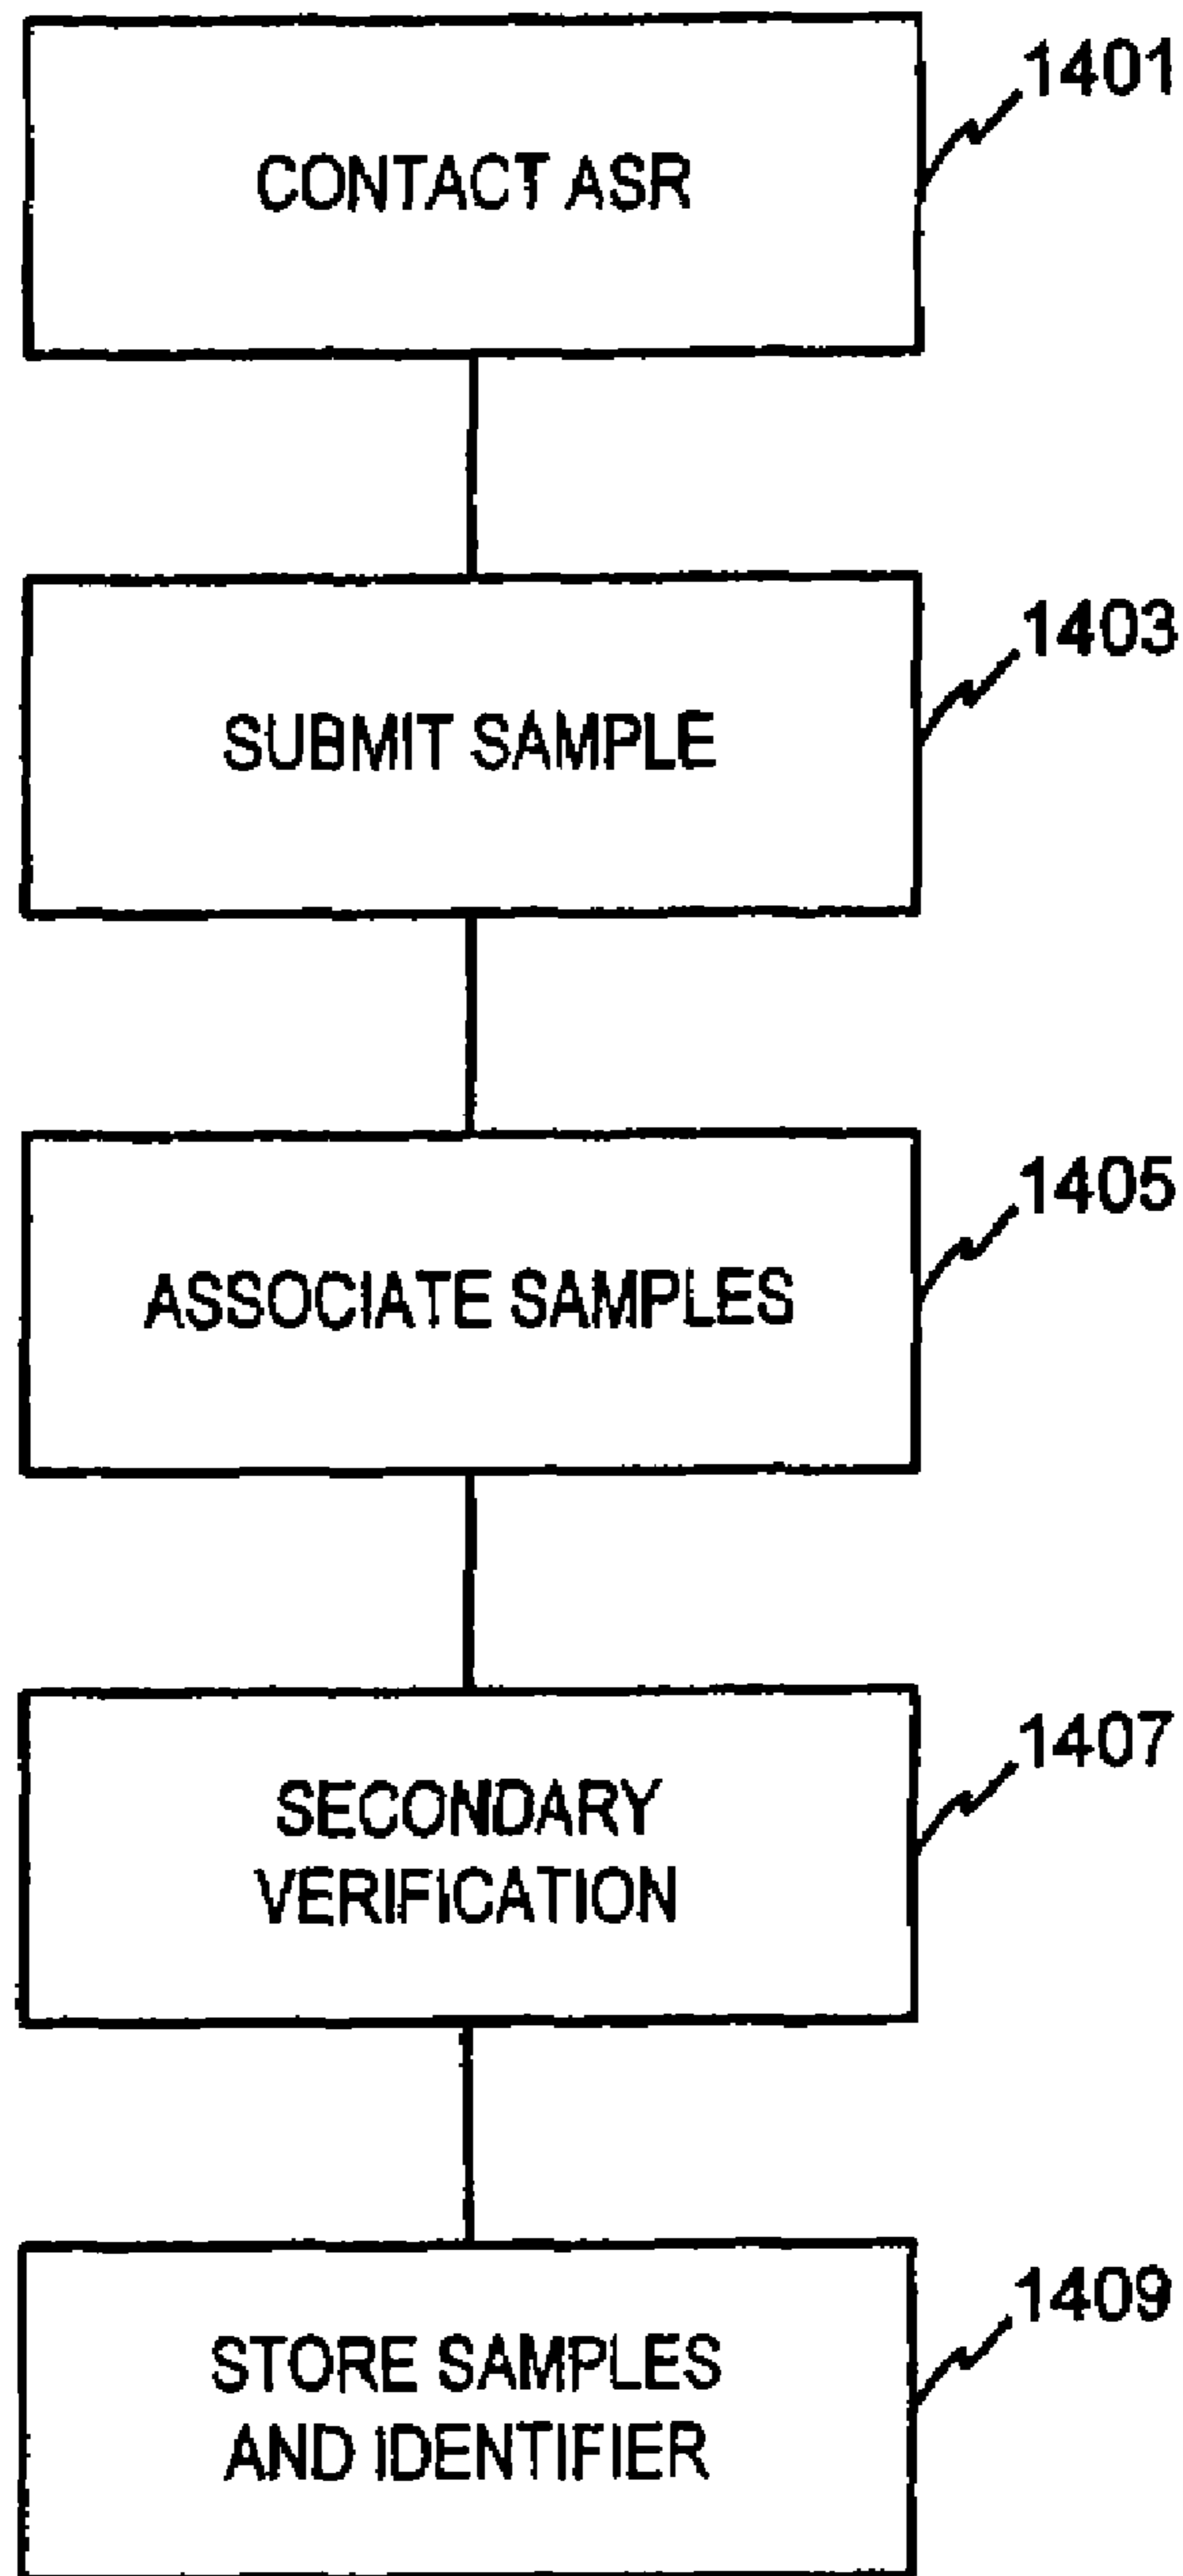 1401
CONTACT ASR
1403
SUBMIT SAMPLE
1405
ASSOCIATE SAMPLES
1407
SECONDARY
VERIFICATION
1409
STORE SAMPLES
AND IDENTIFIER